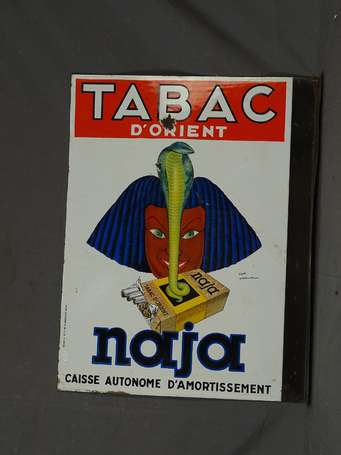 TABAC
D'ORIENT
naja
naja
CAISSE AUTONOME D'AMORTISSEMENT